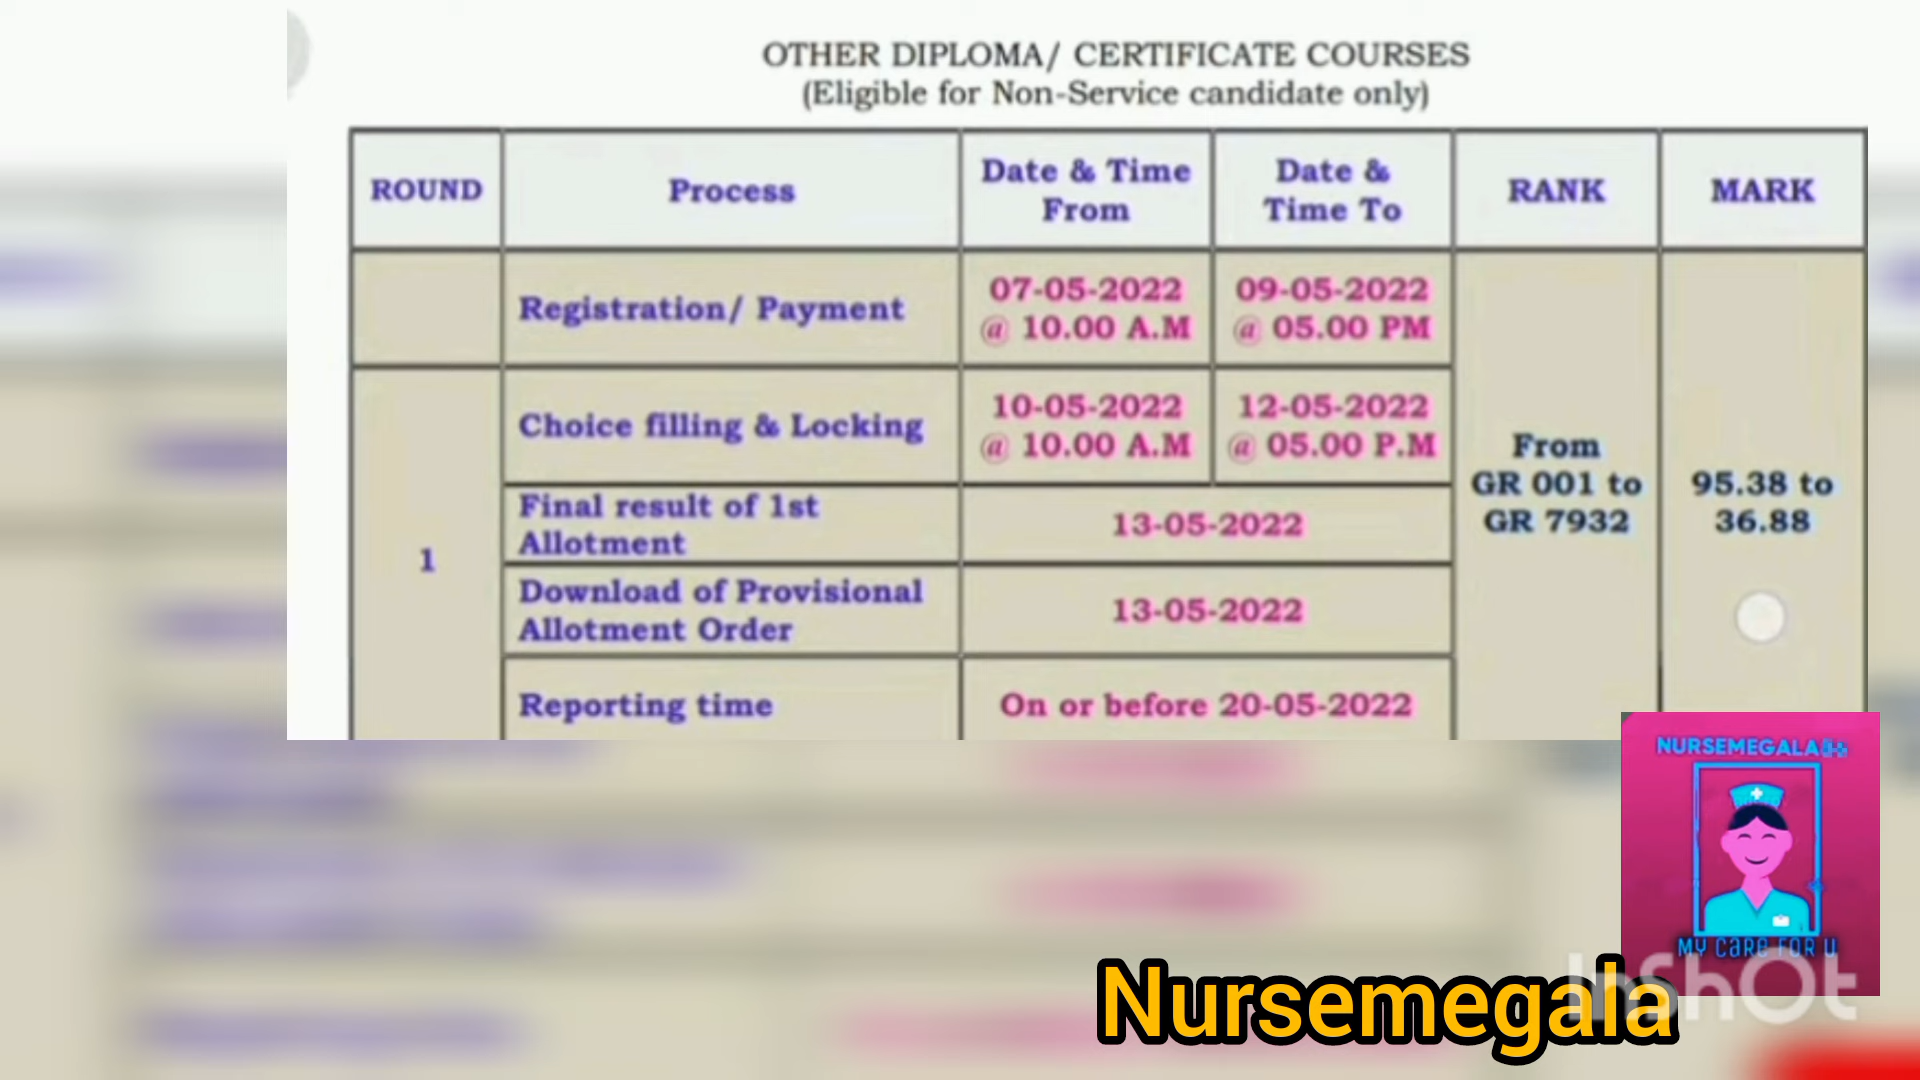 OTHER DIPLOMA/ CERTIFICATE COURSES
(Eligible for Non-Service candidate only)
ROUND
Process
Date & Time
From
Date &
Time To
RANK
MARK
Registration/ Payment
07-05-2022
@ 10.00 A.M
09-05-2022
@ 05.00 PM
1
Choice filling & Locking
10-05-2022
@ 10.00 A.M
12-05-2022
@ 05.00 P.M
From
GR 001 to
GR 7932
95.38 to
36.88
Final result of 1st
Allotment
13-05-2022
Download of Provisional
Allotment Order
13-05-2022
Reporting time
On or before 20-05-2022
NURSEMEGALA
MY CARE FOR U
Nursemegala
InShOt